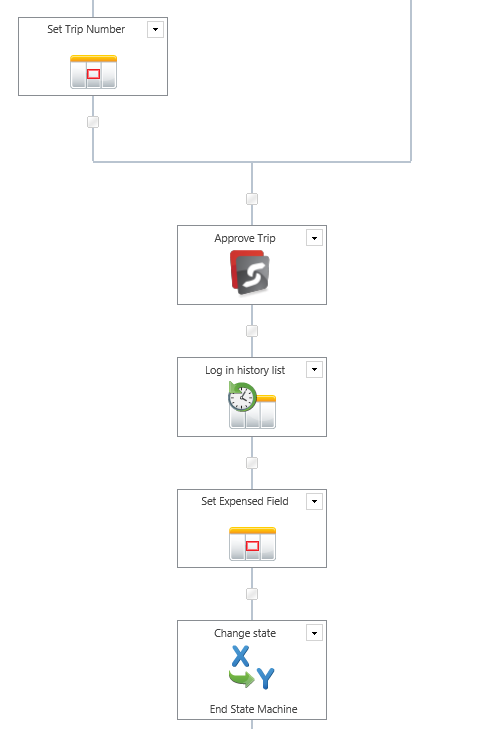 Set Trip Number
Approve Trip
Log in history list
Set Expensed Field
Change state
X
Y
End State Machine